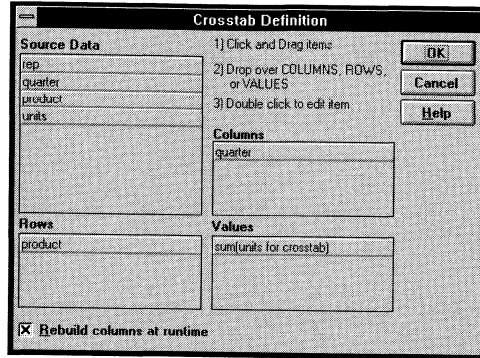 Crosstab Definition
Source Data
rep
quarter
product
units
1) Click and Drag items
2) Drop over COLUMNS, ROWS,
or VALUES
3) Double click to edit item
OK
Cancel
Help
Columns
quarter
Rows
product
Values
sum(units for crosstab)
Rebuild columns at runtime